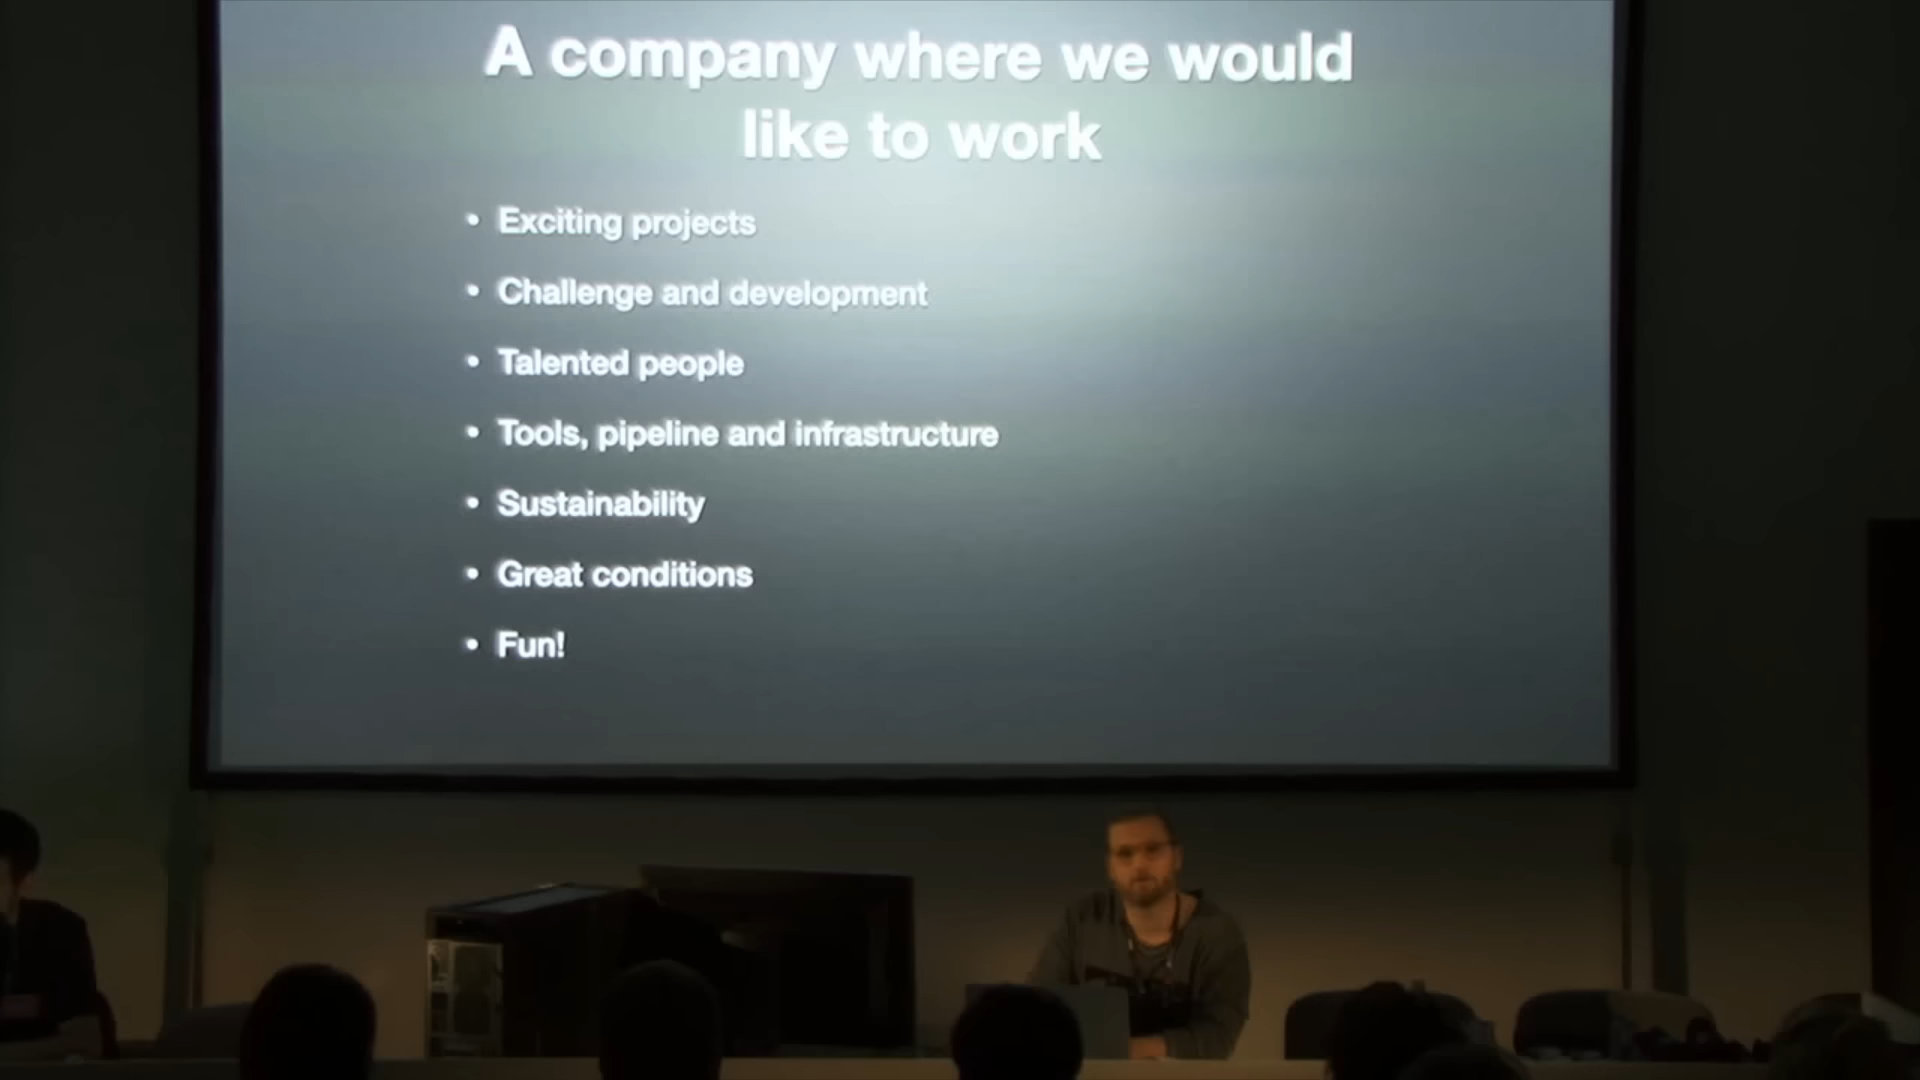 A company where we would
like to work
• Exciting projects
• Challenge and development
• Talented people
• Tools, pipeline and infrastructure
• Sustainability
• Great conditions
• Fun!